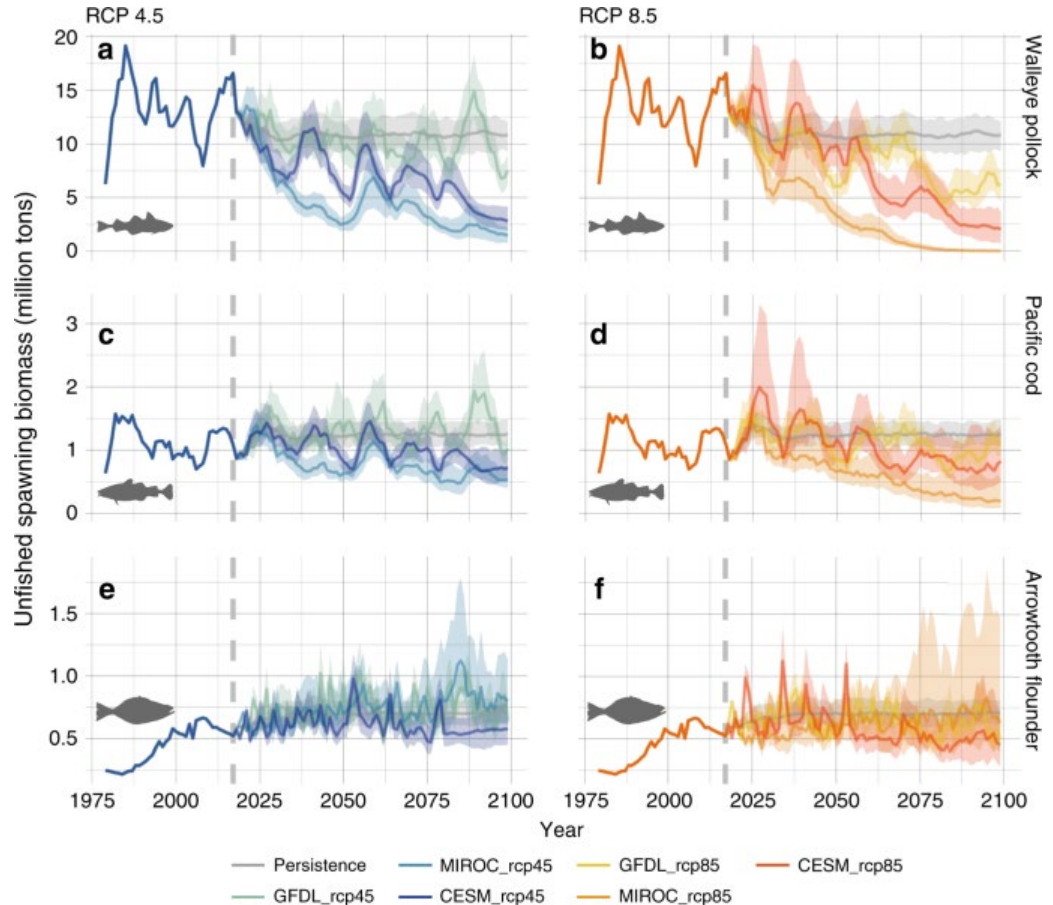 RCP 4.5
RCP 8.5
a
b
Walleye pollock
20
15
10
5
0
c
d
Pacific cod
3
2
1
0
e
f
Arrowtooth flounder
1.5
1.0
0.5
Unfished spawning biomass (million tons)
1975 2000 2025 2050 2075 2100 1975 2000 2025 2050 2075 2100
Year
Persistence MIROC_rcp45 GFDL_rcp85 CESM_rcp85
GFDL_rcp45 CESM_rcp45 MIROC_rcp85